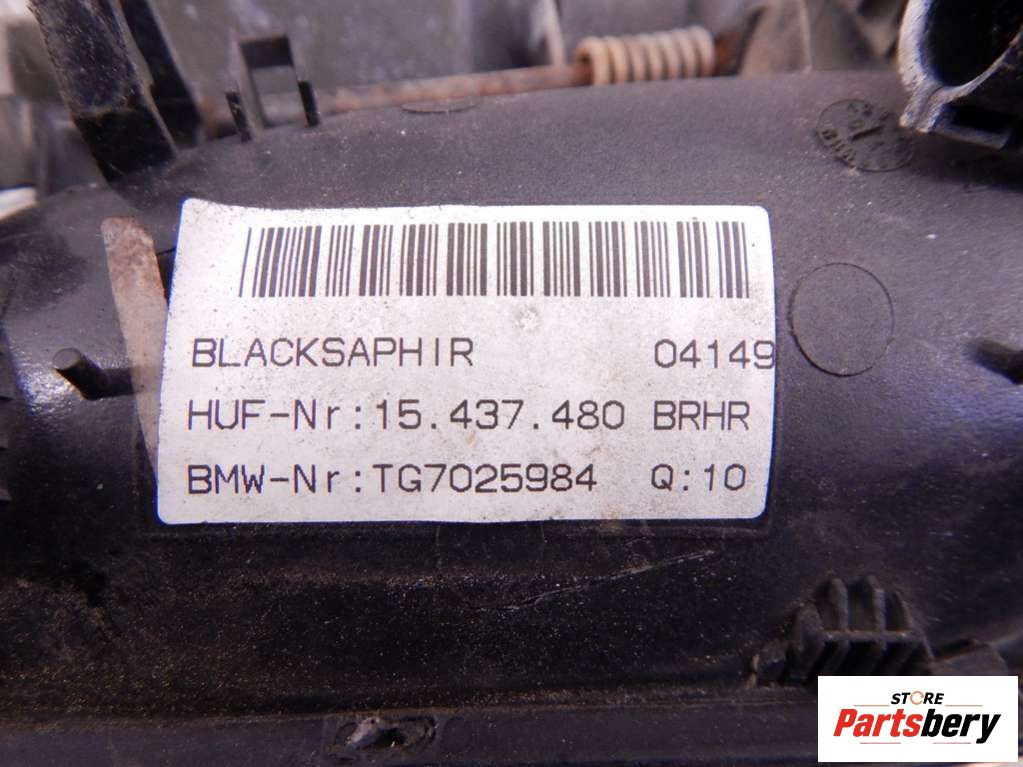 BLACKSAPHIR 04149
HUF-Nr:15.437.480 BRHR
BMW-Nr:TG7025984 Q:10
STORE
Partsbery